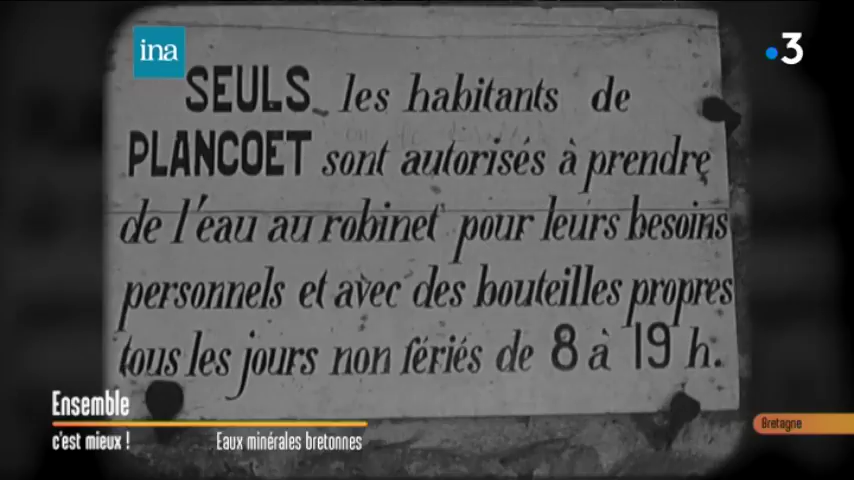 ina
3
SEULS les habitants de
PLANCOET sont autorisés à prendre
de l'eau au robinet pour leurs besoins
personnels et avec des bouteilles propres
tous les jours non fériés de 8 à 19 h.
Ensemble
c'est mieux !
Eaux minérales bretonnes
Bretagne